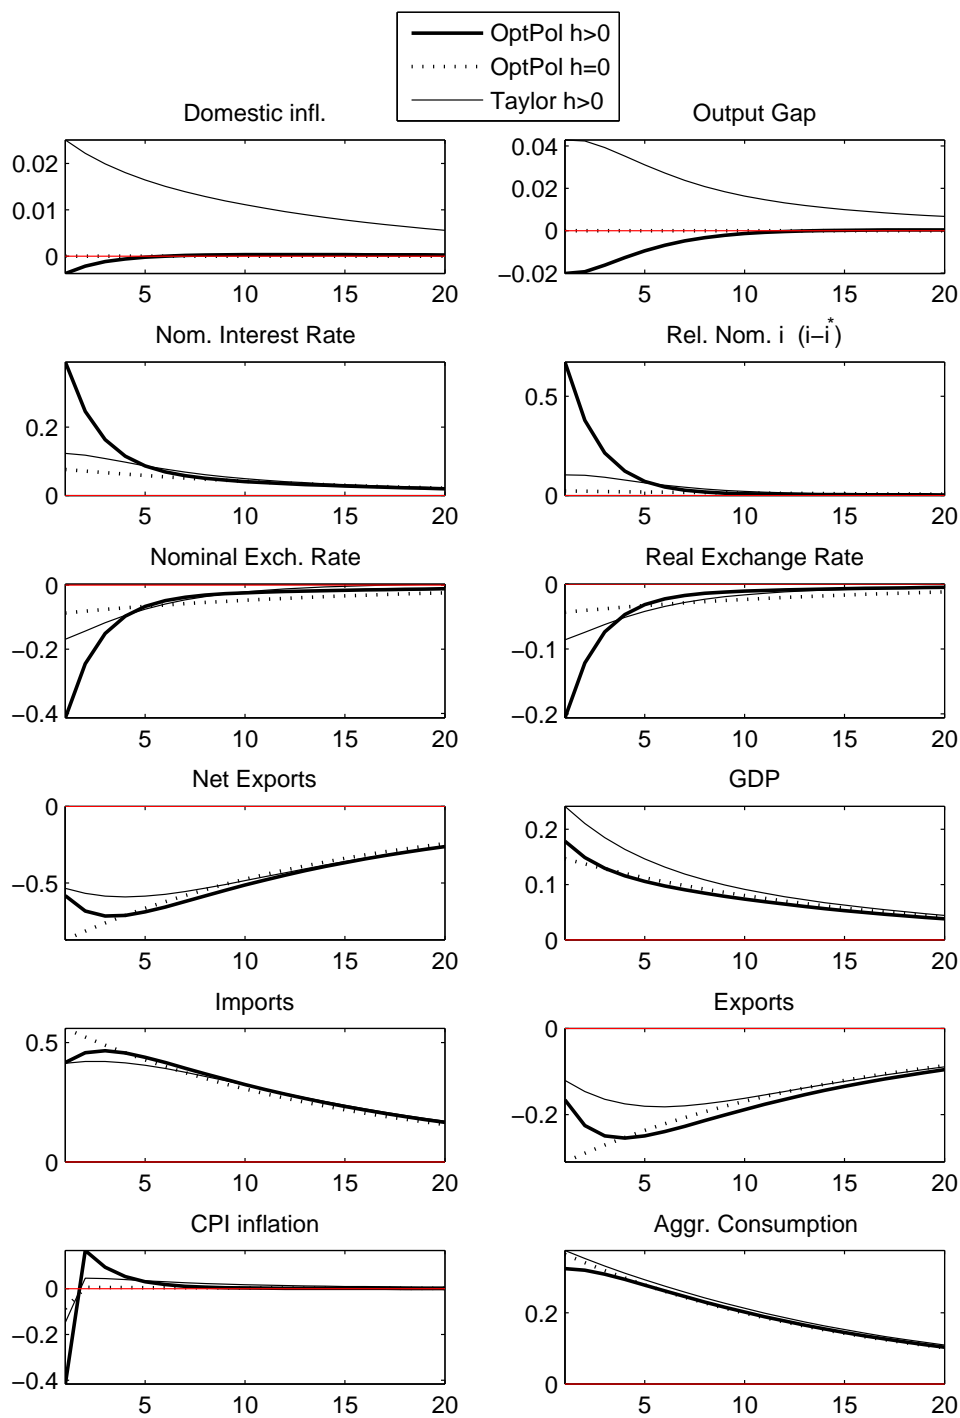 OptPol h>0
OptPol h=0
Taylor h>0
Domestic infl.
0.02
0.01
0
5 10 15 20
Output Gap
0.04
0.02
0
−0.02
5 10 15 20
Nom. Interest Rate
0.2
0
5 10 15 20
Rel. Nom. i (i−i*)
0.5
0
5 10 15 20
Nominal Exch. Rate
0
−0.2
−0.4
5 10 15 20
Real Exchange Rate
0
−0.1
−0.2
5 10 15 20
Net Exports
0
−0.5
5 10 15 20
GDP
0.2
0.1
0
5 10 15 20
Imports
0.5
0
5 10 15 20
Exports
0
−0.2
5 10 15 20
CPI inflation
0
−0.2
−0.4
5 10 15 20
Aggr. Consumption
0.2
0
5 10 15 20